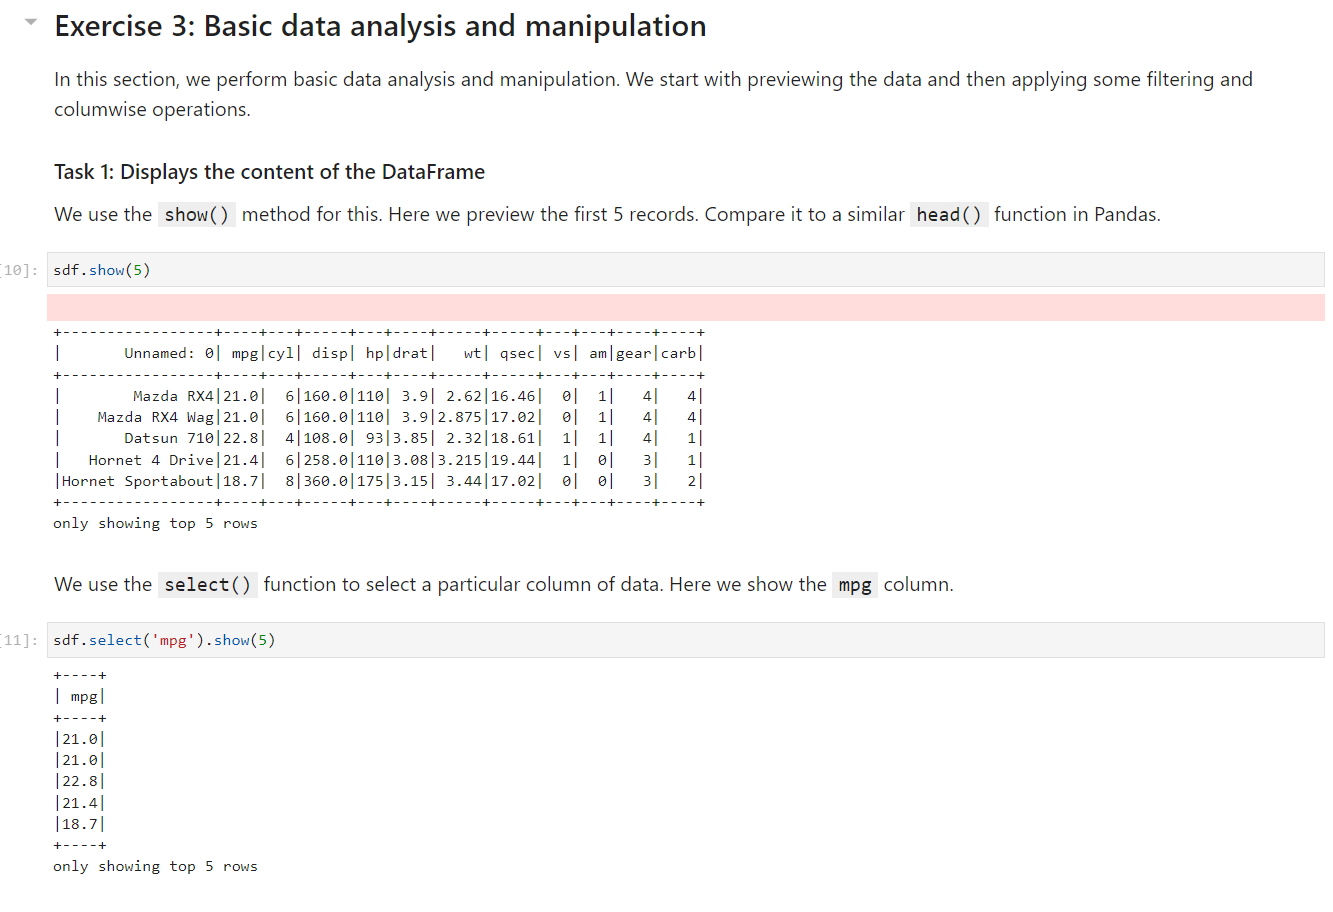 Exercise 3: Basic data analysis and manipulation
In this section, we perform basic data analysis and manipulation. We start with previewing the data and then applying some filtering and
columwise operations.
Task 1: Displays the content of the DataFrame
We use the show() method for this. Here we preview the first 5 records. Compare it to a similar head() function in Pandas.
[10]: sdf.show(5)
+-----------------+----+---+-----+---+----+-----+-----+---+---+----+----+
|       Unnamed: 0| mpg|cyl| disp| hp|drat|   wt| qsec| vs| am|gear|carb|
+-----------------+----+---+-----+---+----+-----+-----+---+---+----+----+
|        Mazda RX4|21.0|  6|160.0|110| 3.9| 2.62|16.46|  0|  1|   4|   4|
|    Mazda RX4 Wag|21.0|  6|160.0|110| 3.9|2.875|17.02|  0|  1|   4|   4|
|       Datsun 710|22.8|  4|108.0| 93|3.85| 2.32|18.61|  1|  1|   4|   1|
|   Hornet 4 Drive|21.4|  6|258.0|110|3.08|3.215|19.44|  1|  0|   3|   1|
|Hornet Sportabout|18.7|  8|360.0|175|3.15| 3.44|17.02|  0|  0|   3|   2|
+-----------------+----+---+-----+---+----+-----+-----+---+---+----+----+
only showing top 5 rows
We use the select() function to select a particular column of data. Here we show the mpg column.
[11]: sdf.select('mpg').show(5)
+----+
| mpg|
+----+
|21.0|
|21.0|
|22.8|
|21.4|
|18.7|
+----+
only showing top 5 rows